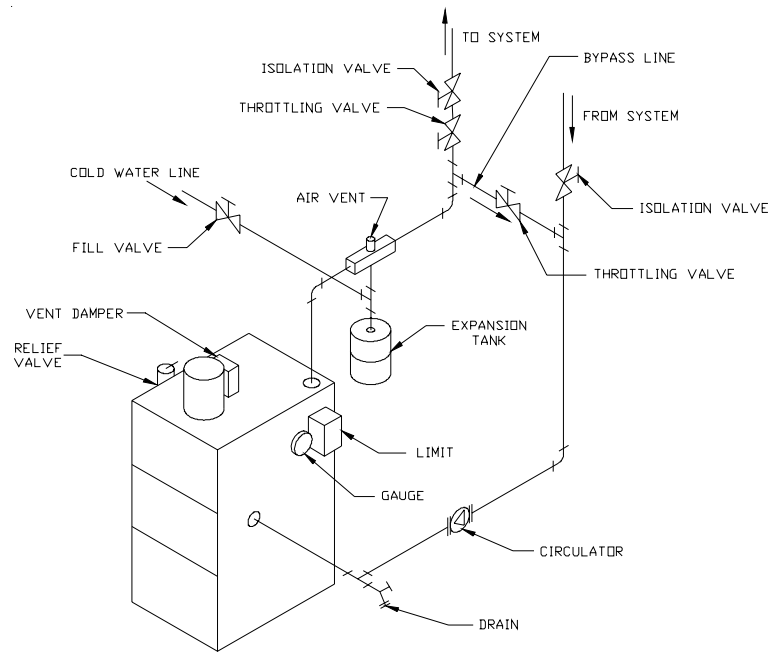 TO SYSTEM
BYPASS LINE
ISOLATION VALVE
THROTTLING VALVE
FROM SYSTEM
COLD WATER LINE
AIR VENT
ISOLATION VALVE
FILL VALVE
THROTTLING VALVE
VENT DAMPER
EXPANSION
TANK
RELIEF
VALVE
LIMIT
GAUGE
CIRCULATOR
DRAIN